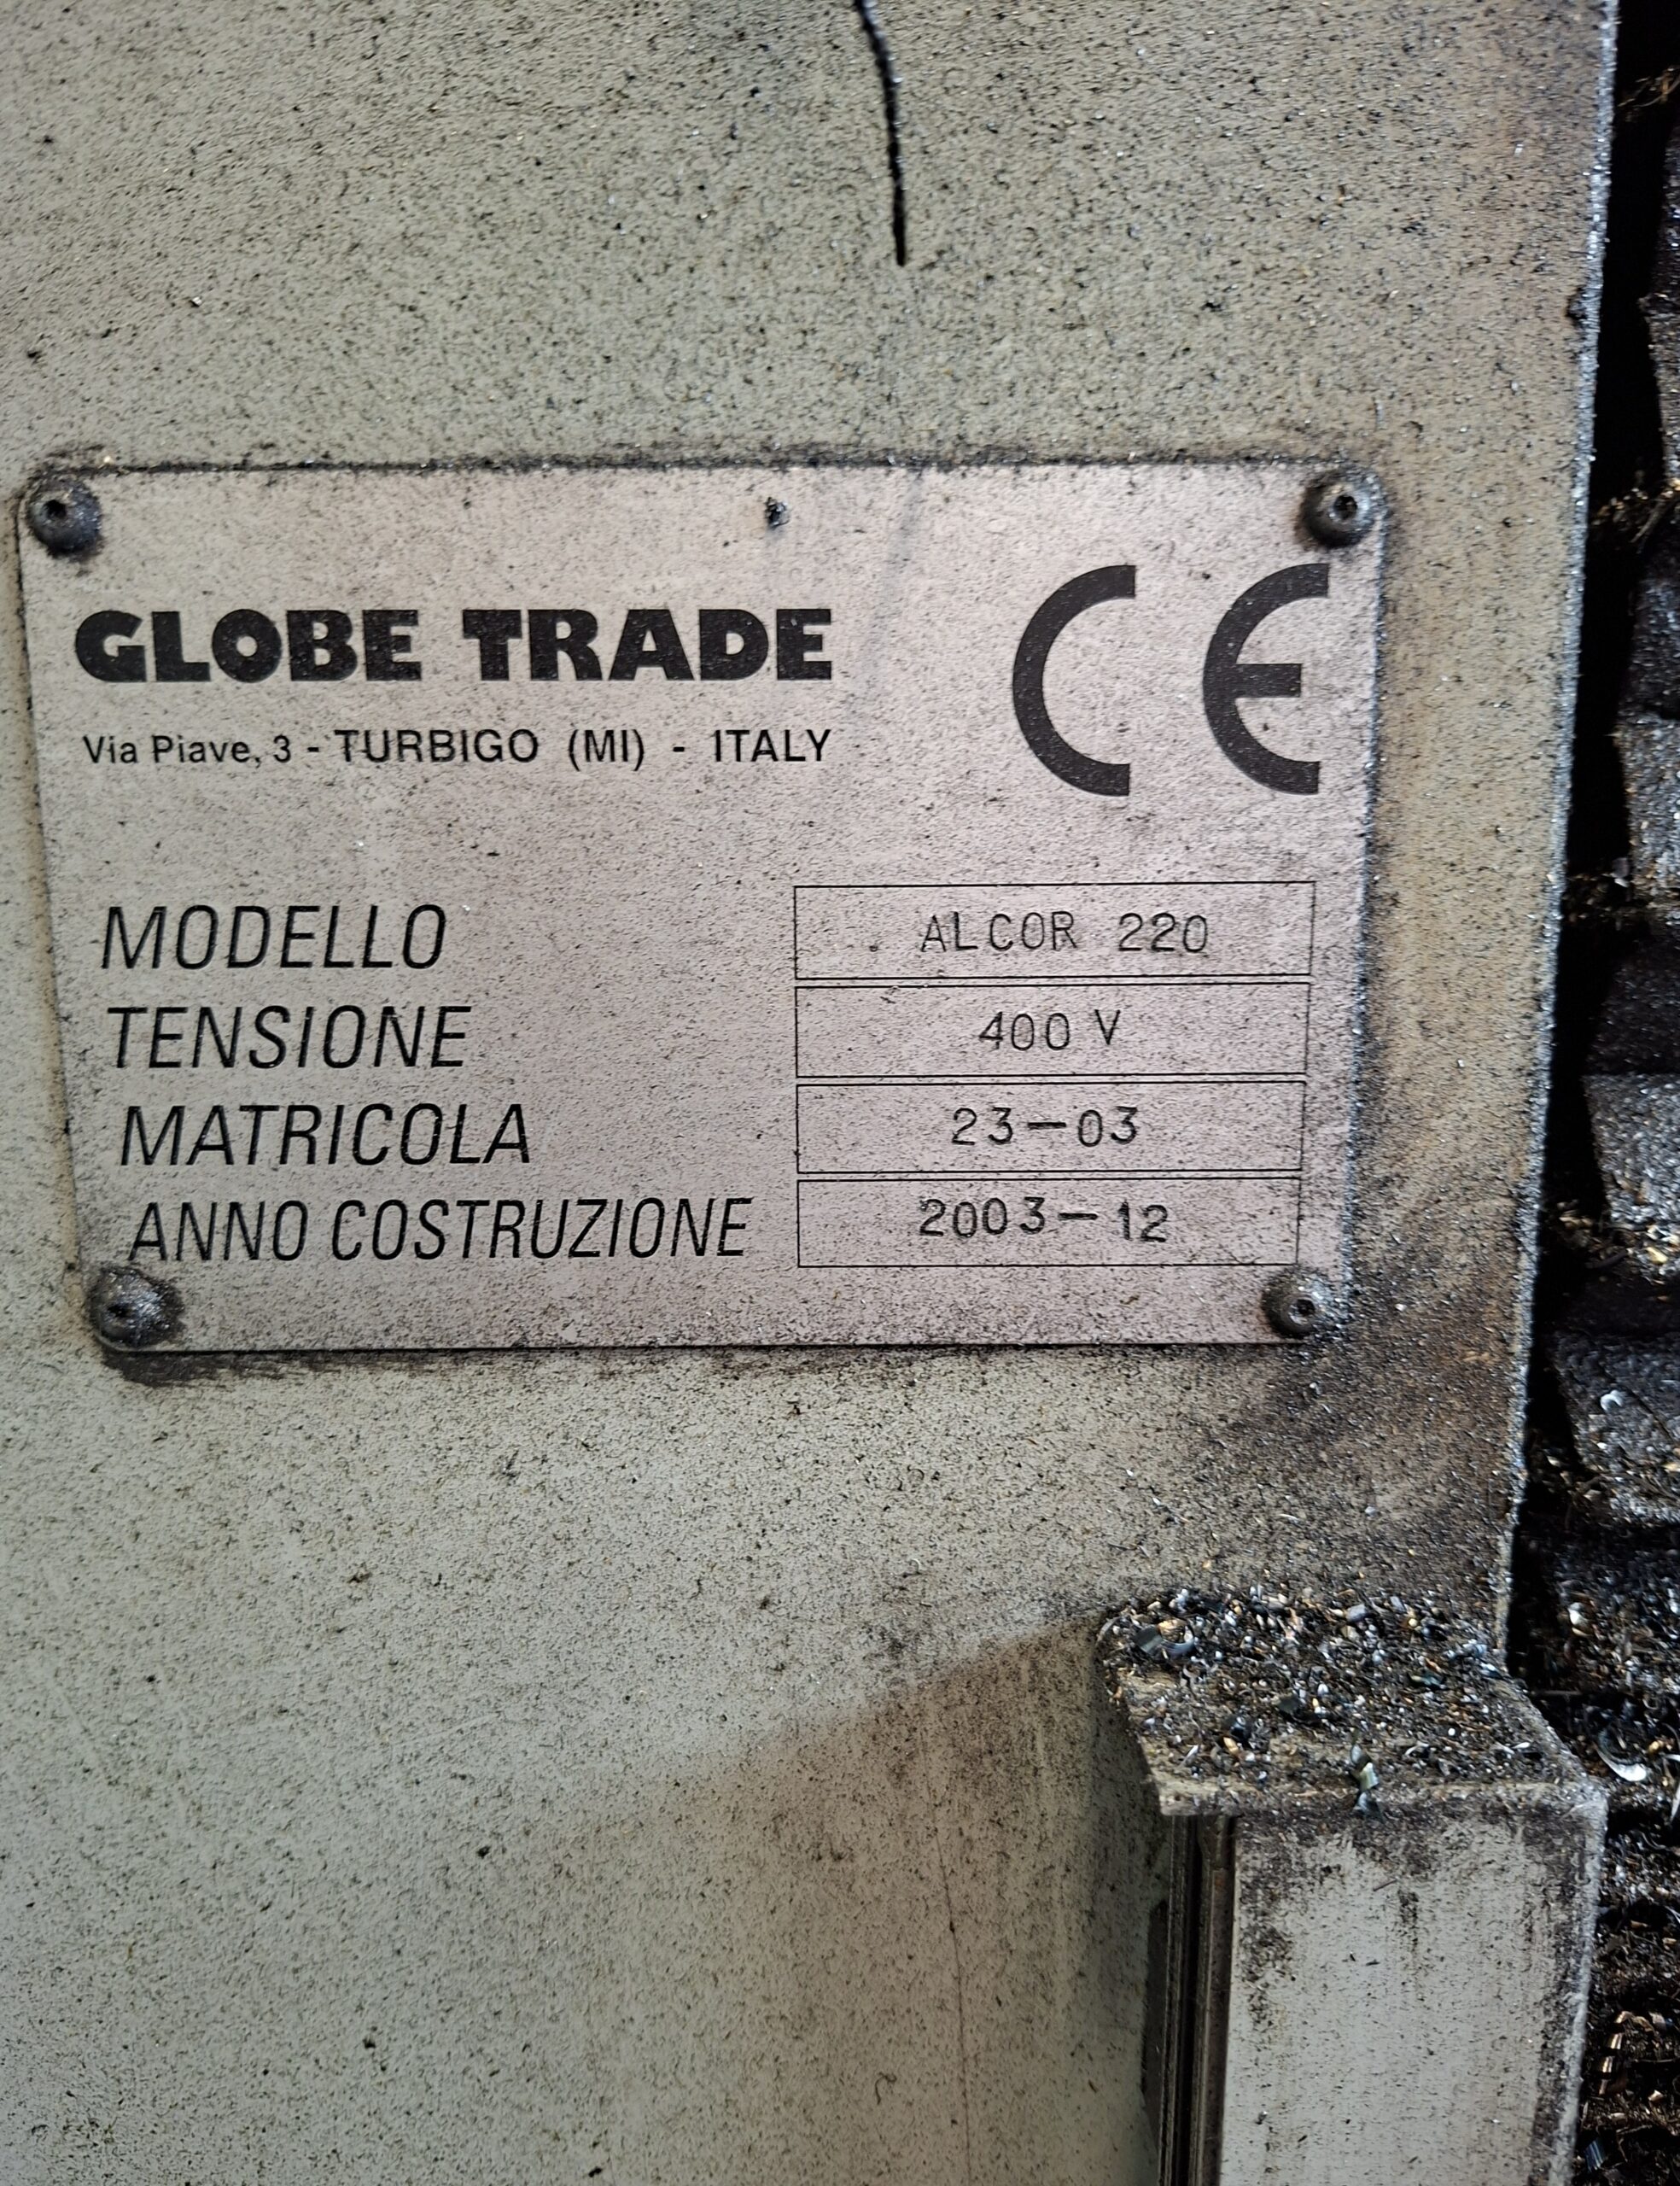 GLOBE TRADE
CE
Via Piave, 3 - TURBIGO (MI) - ITALY
MODELLO ALCOR 220
TENSIONE 400 V
MATRICOLA 23-03
ANNO COSTRUZIONE 2003-12